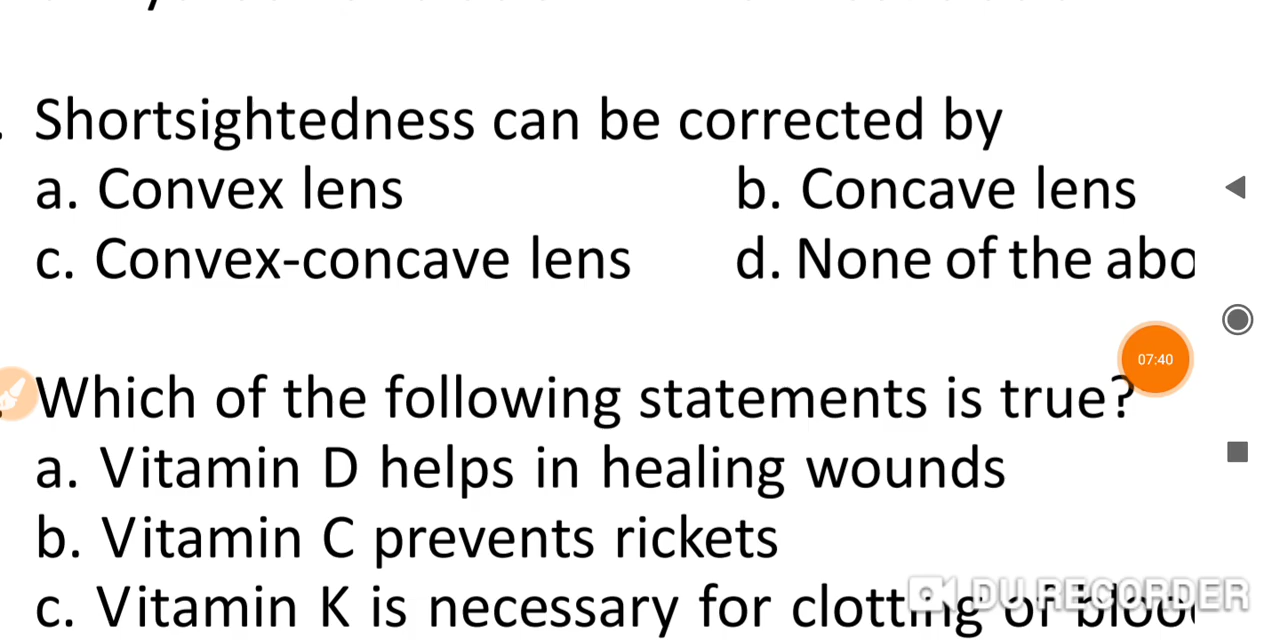 Shortsightedness can be corrected by
a. Convex lens b. Concave lens
c. Convex-concave lens d. None of the abo
07:40
Which of the following statements is true?
a. Vitamin D helps in healing wounds
b. Vitamin C prevents rickets
c. Vitamin K is necessary for clotting of bloo
DU RECORDER